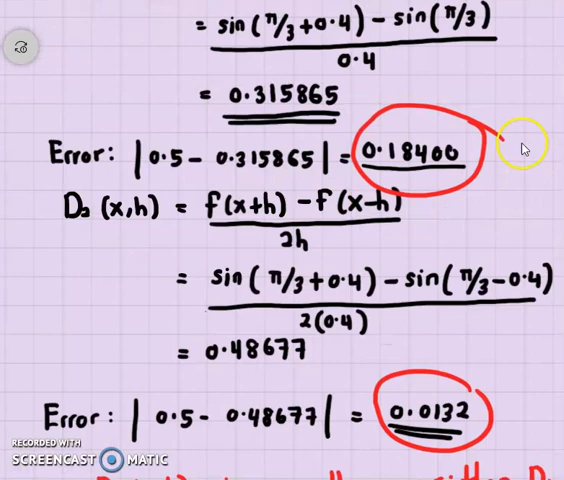 = sin(π/3+0.4) - sin(π/3)
0.4
= 0.315865
Error: |0.5 - 0.315865| = 0.18400
D₂(x,h) = f(x+h) - f(x-h)
2h
= sin(π/3+0.4) - sin(π/3-0.4)
2(0.4)
= 0.48677
Error: |0.5 - 0.48677| = 0.0132
RECORDED WITH
SCREENCAST MATIC